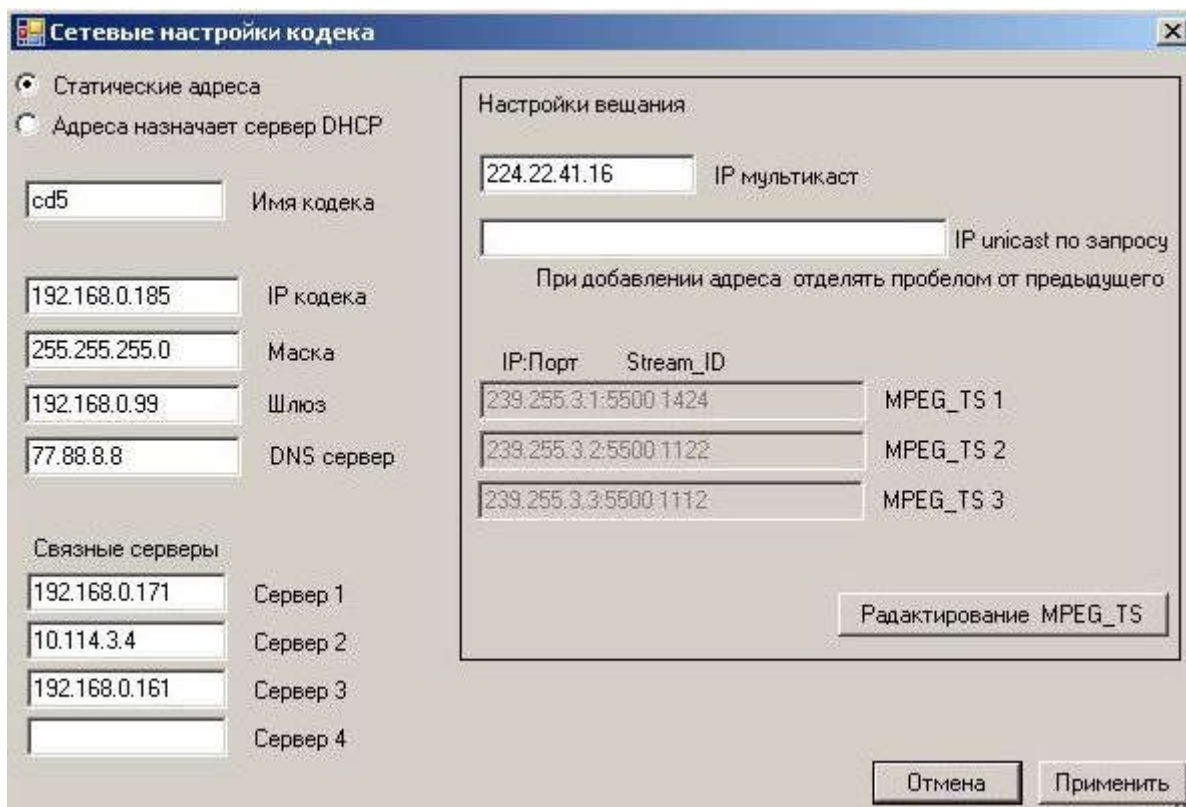 Сетевые настройки кодека
Статические адреса
Адреса назначает сервер DHCP
cd5 Имя кодека
192.168.0.185 IP кодека
255.255.255.0 Маска
192.168.0.99 Шлюз
77.88.8.8 DNS сервер
Связные серверы
192.168.0.171 Сервер 1
10.114.3.4 Сервер 2
192.168.0.161 Сервер 3
Сервер 4
Настройки вещания
224.22.41.16 IP мультикаст
IP unicast по запросу
При добавлении адреса отделять пробелом от предыдущего
IP:Порт Stream_ID
239.255.3.1:5500 1424 MPEG_TS 1
239.255.3.2:5500 1122 MPEG_TS 2
239.255.3.3:5500 1112 MPEG_TS 3
Радактирование MPEG_TS
Отмена Применить